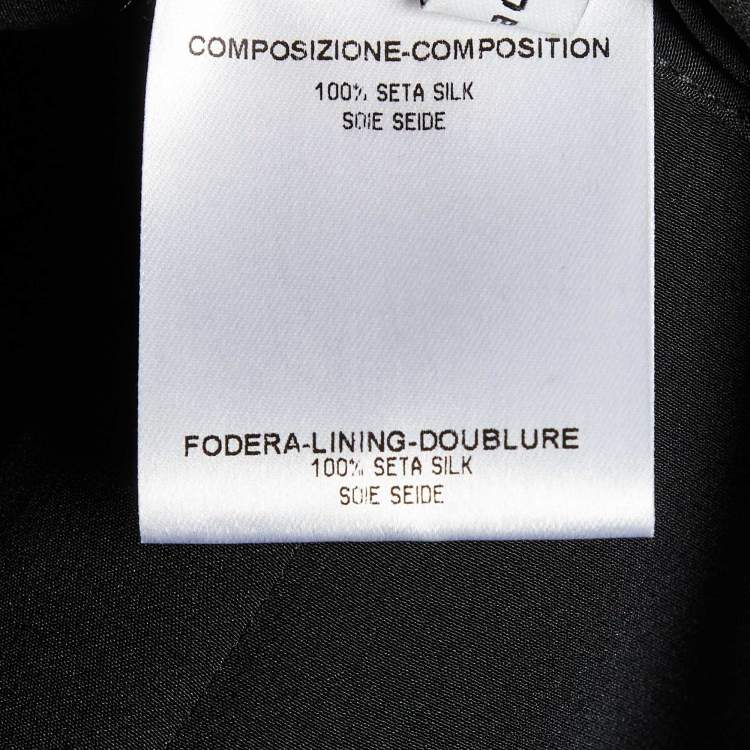 COMPOSIZIONE-COMPOSITION
100% SETA SILK
SOIE SEIDE
FODERA-LINING-DOUBLURE
100% SETA SILK
SOIE SEIDE